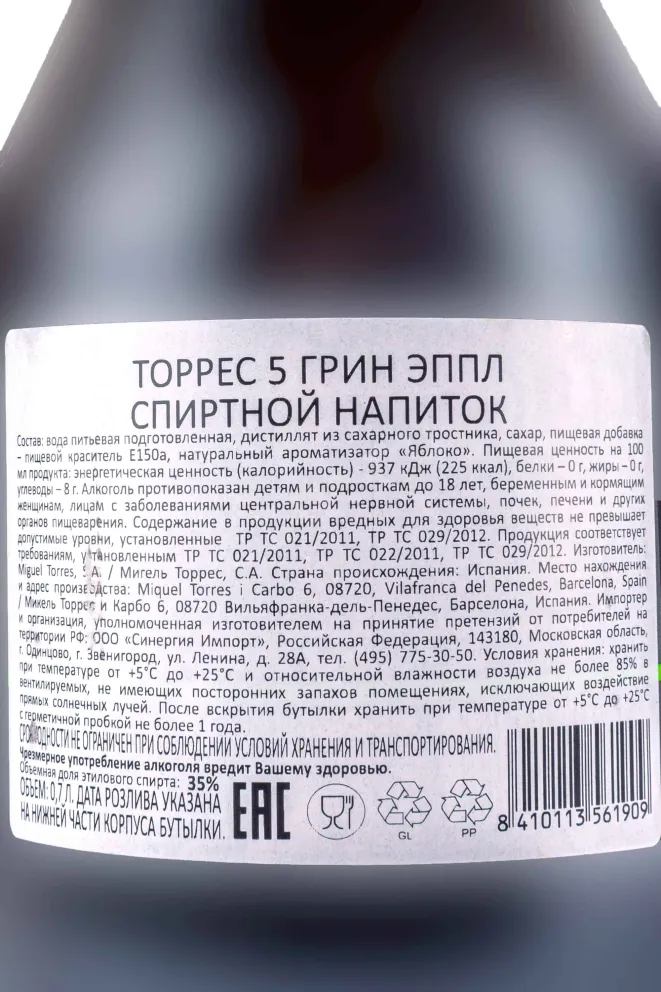 ТОРРЕС 5 ГРИН ЭППЛ
СПИРТНОЙ НАПИТОК
Состав: вода питьевая подготовленная, дистиллят из сахарного тростника, сахар, пищевая добавка
– пищевой краситель Е150а, натуральный ароматизатор «Яблоко». Пищевая ценность на 100
мл продукта: энергетическая ценность (калорийность) - 937 кДж (225 ккал), белки – 0 г, жиры – 0 г,
углеводы – 8 г. Алкоголь противопоказан детям и подросткам до 18 лет, беременным и кормящим
женщинам, лицам с заболеваниями центральной нервной системы, почек, печени и других
органов пищеварения. Содержание в продукции вредных для здоровья веществ не превышает
допустимые уровни, установленные ТР ТС 021/2011, ТР ТС 029/2012. Продукция соответствует
требованиям, установленным ТР ТС 021/2011, ТР ТС 022/2011, ТР ТС 029/2012. Изготовитель:
Miguel Torres, S.A. / Мигель Торрес, С.А. Страна происхождения: Испания. Место нахождения
и адрес производства: Miquel Torres i Carbo 6, 08720, Vilafranca del Penedes, Barcelona, Spain
/ Микель Торрес и Карбо 6, 08720 Вильяфранка-дель-Пенедес, Барселона, Испания. Импортер
и организация, уполномоченная изготовителем на принятие претензий от потребителей на
территории РФ: ООО «Синергия Импорт», Российская Федерация, 143180, Московская область,
г. Одинцово, г. Звенигород, ул. Ленина, д. 28А, тел. (495) 775-30-50. Условия хранения: хранить
при температуре от +5°С до +25°С и относительной влажности воздуха не более 85% в
вентилируемых, не имеющих посторонних запахов помещениях, исключающих воздействие
прямых солнечных лучей. После вскрытия бутылки хранить при температуре от +5°С до +25°С
с герметичной пробкой не более 1 года.
СРОК ГОДНОСТИ НЕ ОГРАНИЧЕН ПРИ СОБЛЮДЕНИИ УСЛОВИЙ ХРАНЕНИЯ И ТРАНСПОРТИРОВАНИЯ.
Чрезмерное употребление алкоголя вредит Вашему здоровью.
Объемная доля этилового спирта: 35%
ОБЪЕМ: 0,7 Л. ДАТА РОЗЛИВА УКАЗАНА
НА НИЖНЕЙ ЧАСТИ КОРПУСА БУТЫЛКИ.
ЕАС
GL
PP
8 410113 561909